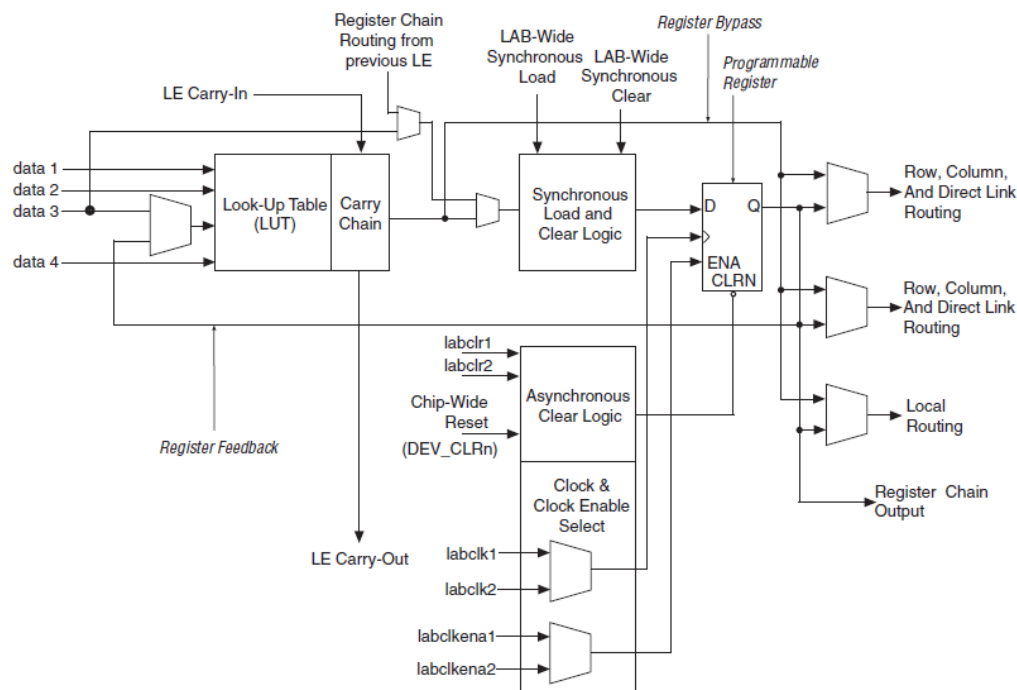 Register Chain
Routing from
previous LE
LAB-Wide
Synchronous
Load
LAB-Wide
Synchronous
Clear
Register Bypass
Programmable
Register
LE Carry-In
data 1
data 2
data 3
data 4
Look-Up Table
(LUT)
Carry
Chain
Synchronous
Load and
Clear Logic
D
Q
ENA
CLRN
Row, Column,
And Direct Link
Routing
Row, Column,
And Direct Link
Routing
Local
Routing
Register Chain
Output
labclr1
labclr2
Chip-Wide
Reset
(DEV_CLRn)
Asynchronous
Clear Logic
Register Feedback
Clock &
Clock Enable
Select
LE Carry-Out
labclk1
labclk2
labclkena1
labclkena2